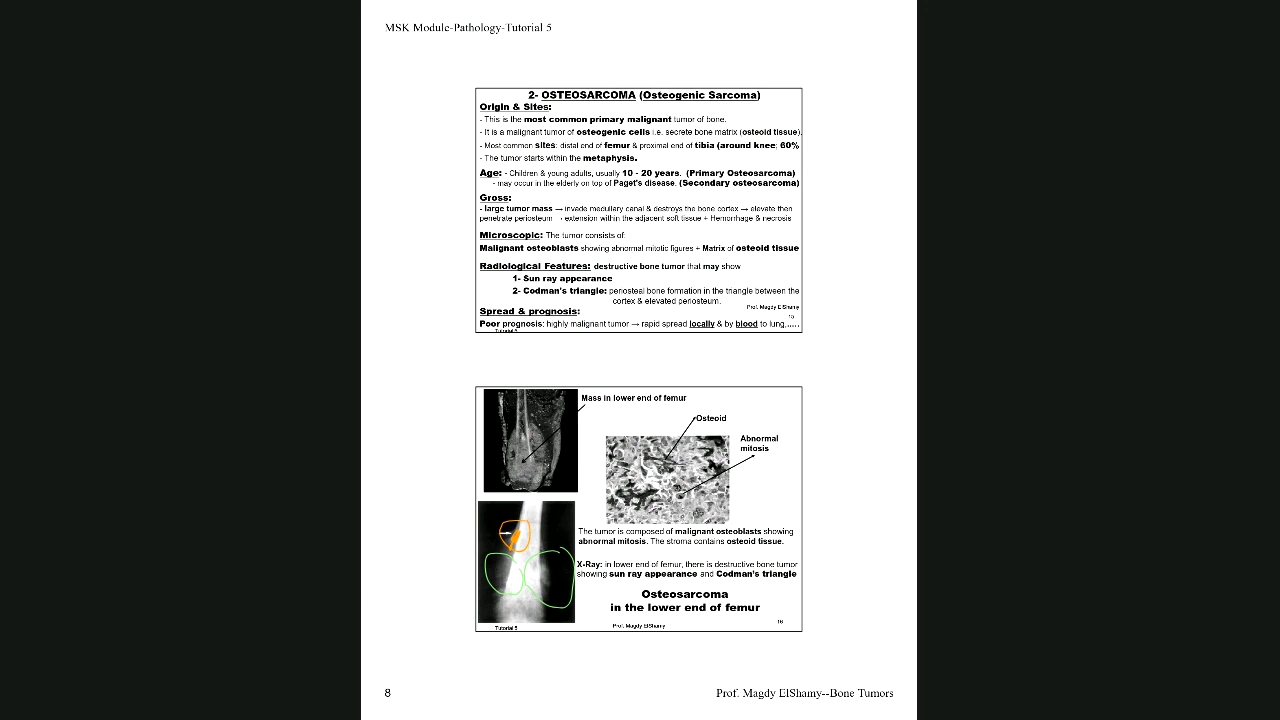 MSK Module-Pathology-Tutorial 5
2- OSTEOSARCOMA (Osteogenic Sarcoma)
Origin & Sites:
- This is the most common primary malignant tumor of bone.
- It is a malignant tumor of osteogenic cells i.e. secrete bone matrix (osteoid tissue).
- Most common sites: distal end of femur & proximal end of tibia (around knee; 60%
- The tumor starts within the metaphysis.
Age: - Children & young adults, usually 10 - 20 years. (Primary Osteosarcoma)
- may occur in the elderly on top of Paget's disease. (Secondary osteosarcoma)
Gross:
- large tumor mass → invade medullary canal & destroys the bone cortex → elevate then
penetrate periosteum → extension within the adjacent soft tissue + Hemorrhage & necrosis
Microscopic: The tumor consists of:
Malignant osteoblasts showing abnormal mitotic figures + Matrix of osteoid tissue
Radiological Features: destructive bone tumor that may show
1- Sun ray appearance
2- Codman's triangle: periosteal bone formation in the triangle between the
cortex & elevated periosteum.
Prof. Magdy ElShamy
15
Spread & prognosis:
Poor prognosis: highly malignant tumor → rapid spread locally & by blood to lung,.....
Tutorial 5
Mass in lower end of femur
Osteoid
Abnormal
mitosis
The tumor is composed of malignant osteoblasts showing
abnormal mitosis. The stroma contains osteoid tissue.
X-Ray: in lower end of femur, there is destructive bone tumor
showing sun ray appearance and Codman's triangle
Osteosarcoma
in the lower end of femur
16
Tutorial 5
Prof. Magdy ElShamy
8
Prof. Magdy ElShamy--Bone Tumors